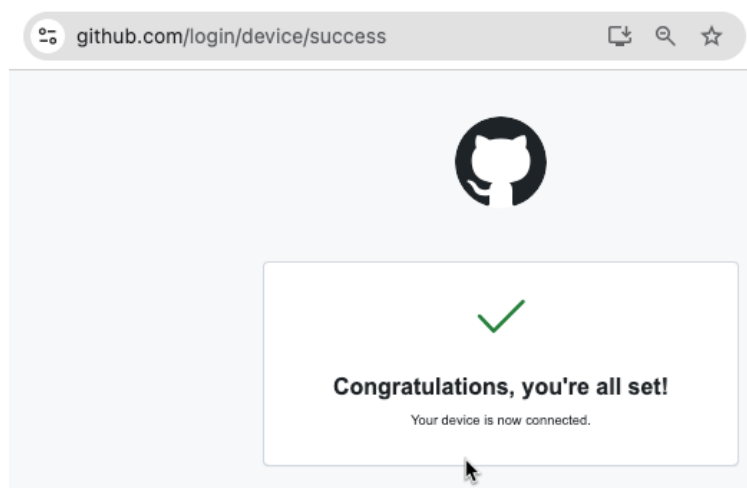 github.com/login/device/success
Congratulations, you're all set!
Your device is now connected.